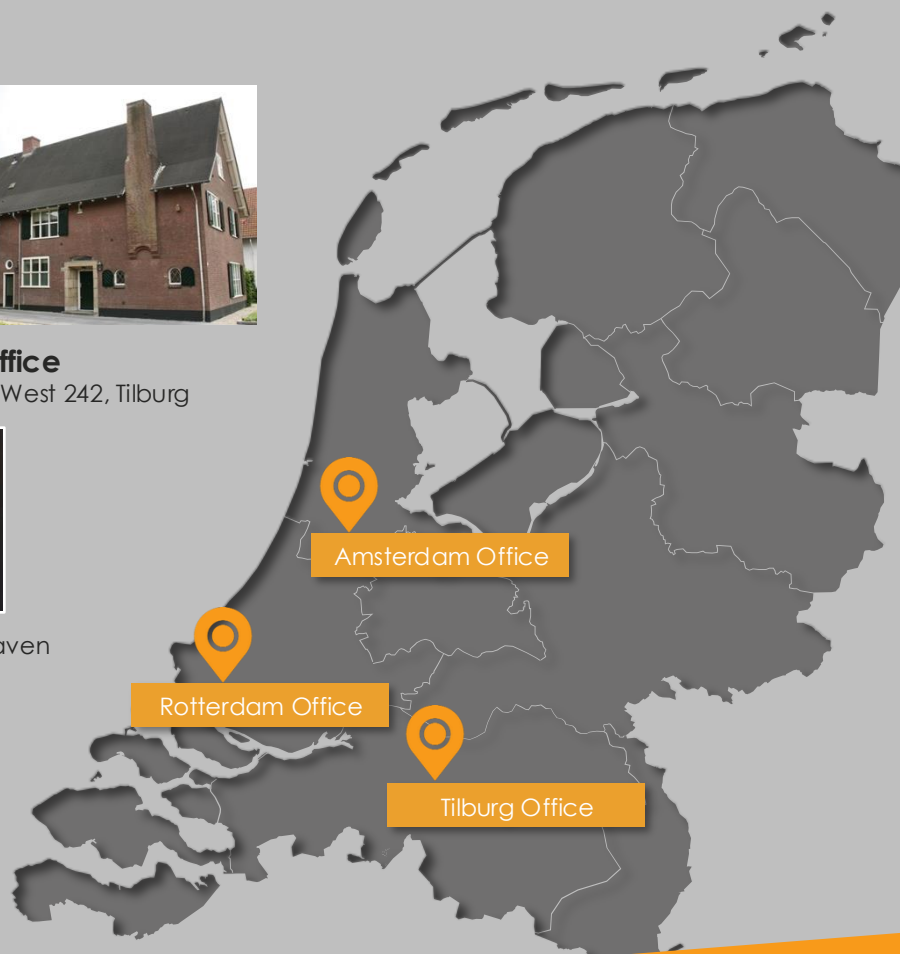 ffice
West 242, Tilburg
Amsterdam Office
aven
Rotterdam Office
Tilburg Office